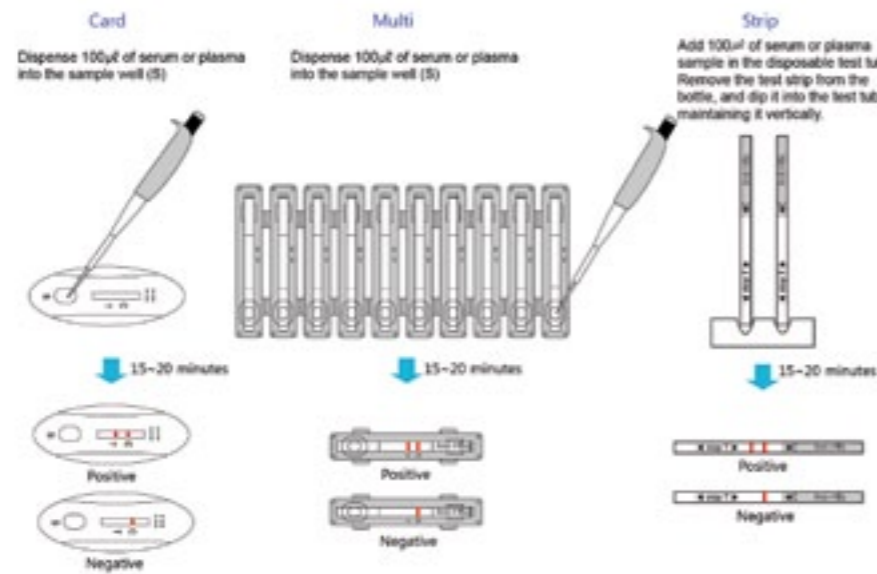 Card
Dispense 100㎕ of serum or plasma
into the sample well (S)
15~20 minutes
Positive
Negative
Multi
Dispense 100㎕ of serum or plasma
into the sample well (S)
15~20 minutes
Positive
Negative
Strip
Add 100㎕ of serum or plasma
sample in the disposable test tu
Remove the test strip from the
bottle, and dip it into the test tub
maintaining it vertically.
15~20 minutes
Positive
Negative